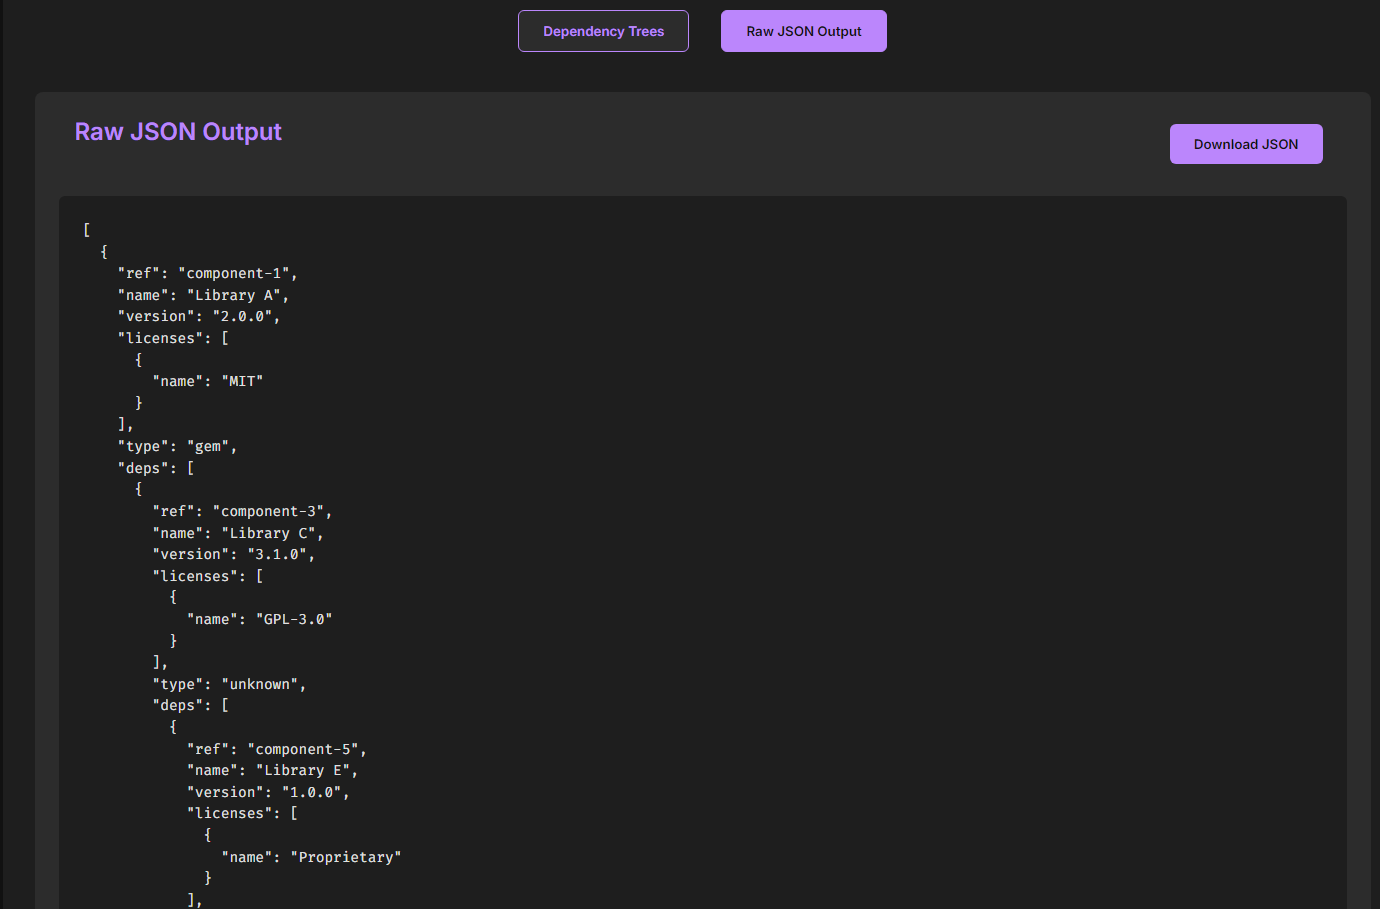 Dependency Trees
Raw JSON Output
Raw JSON Output
Download JSON
[
  {
    "ref": "component-1",
    "name": "Library A",
    "version": "2.0.0",
    "licenses": [
      {
        "name": "MIT"
      }
    ],
    "type": "gem",
    "deps": [
      {
        "ref": "component-3",
        "name": "Library C",
        "version": "3.1.0",
        "licenses": [
          {
            "name": "GPL-3.0"
          }
        ],
        "type": "unknown",
        "deps": [
          {
            "ref": "component-5",
            "name": "Library E",
            "version": "1.0.0",
            "licenses": [
              {
                "name": "Proprietary"
              }
            ],